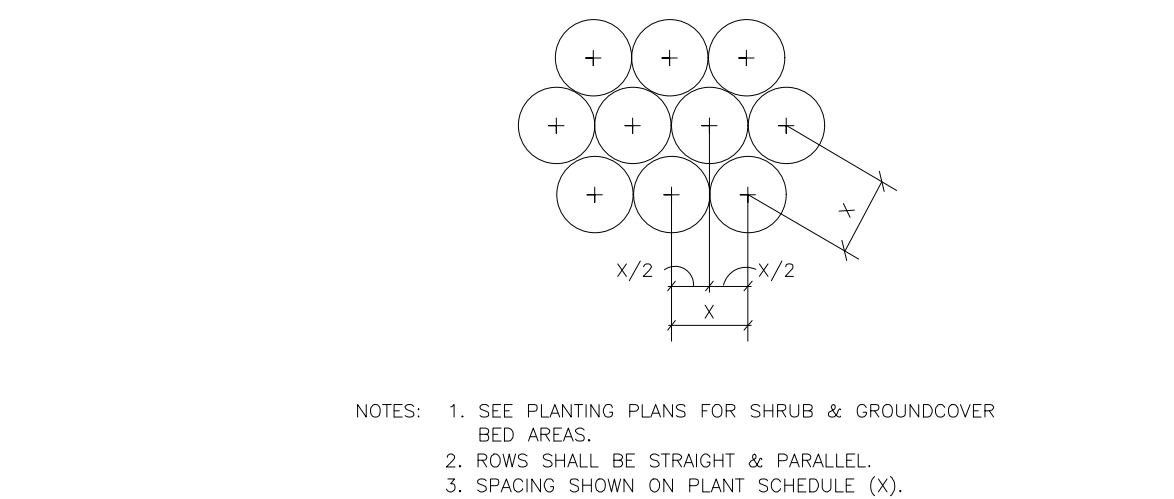 X
X/2 X/2
X
NOTES: 1. SEE PLANTING PLANS FOR SHRUB & GROUNDCOVER
BED AREAS.
2. ROWS SHALL BE STRAIGHT & PARALLEL.
3. SPACING SHOWN ON PLANT SCHEDULE (X).